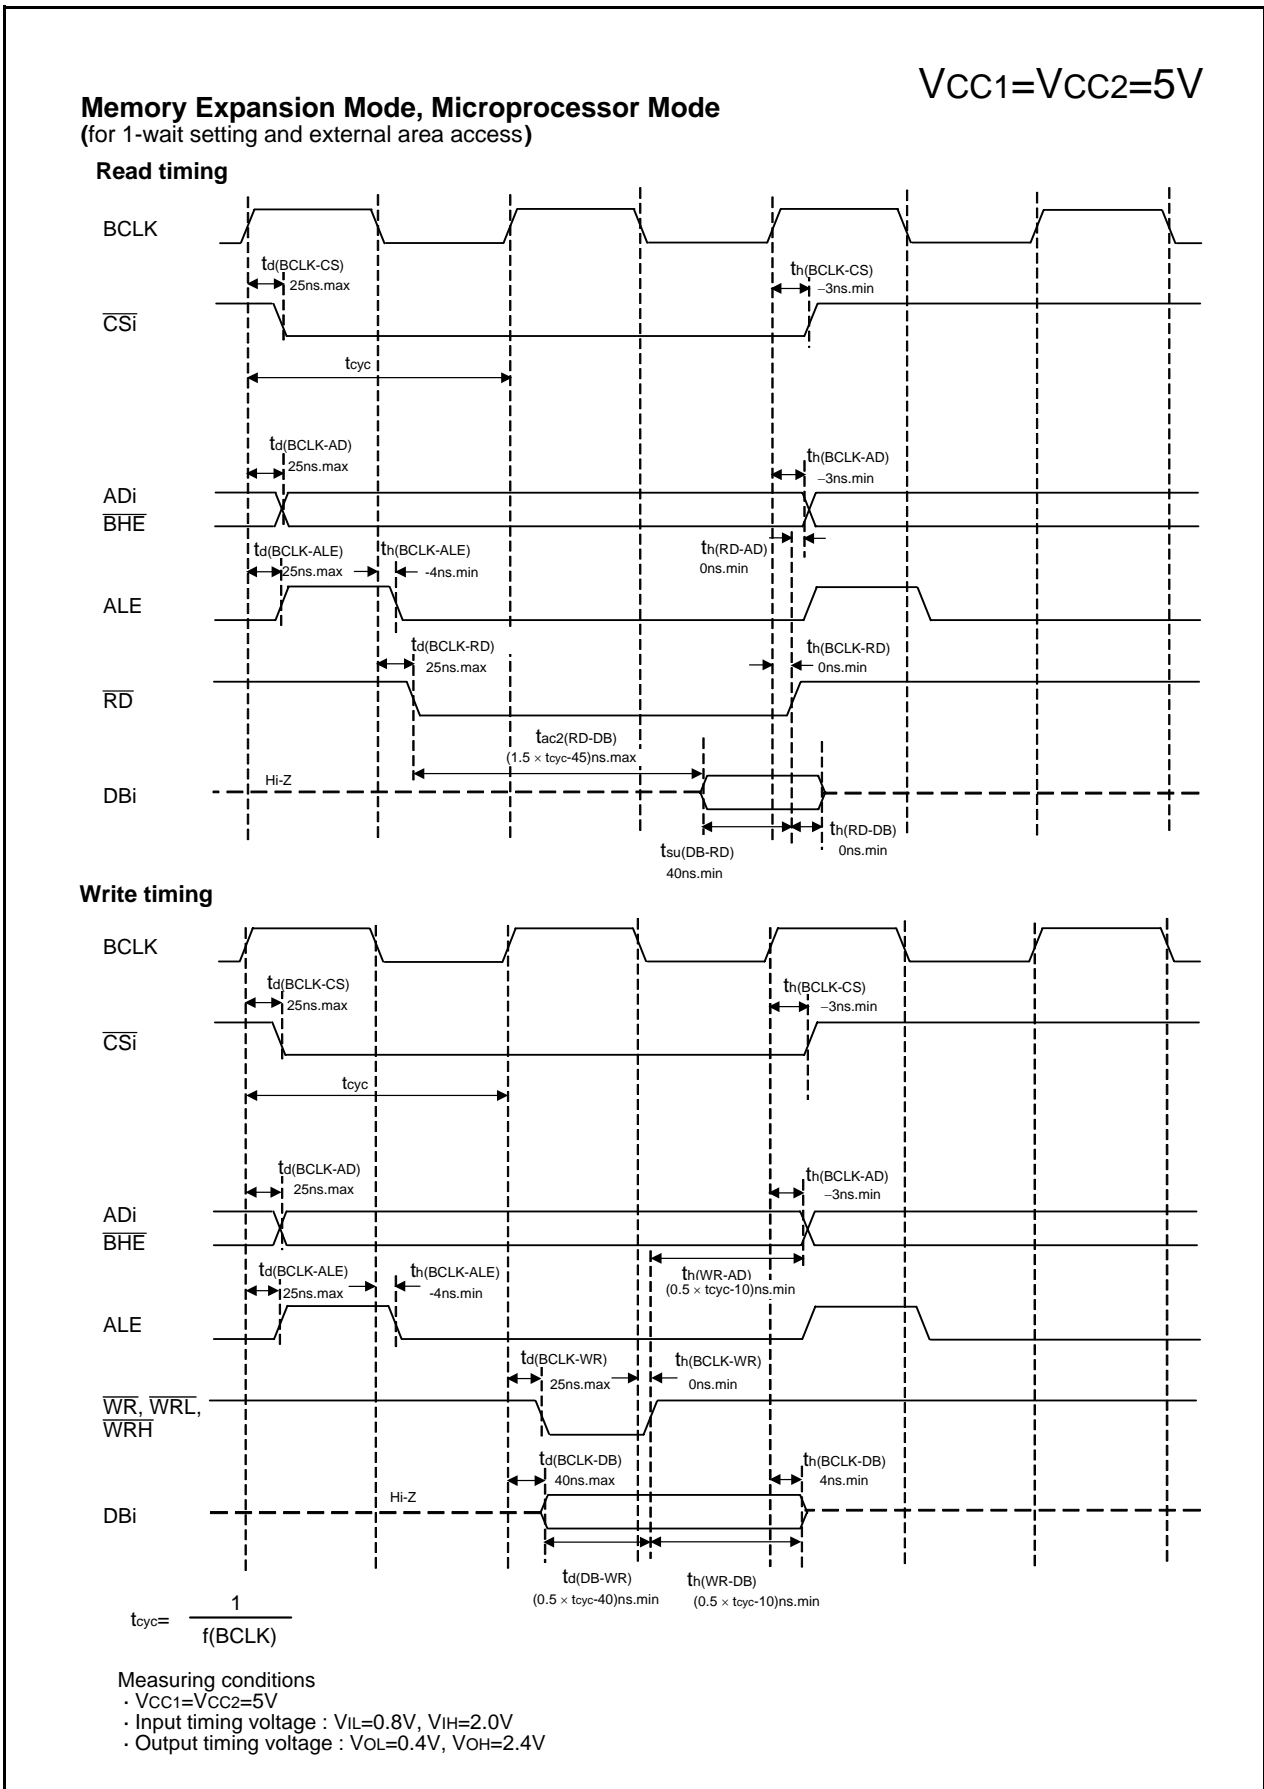 VCC1=VCC2=5V
Memory Expansion Mode, Microprocessor Mode
(for 1-wait setting and external area access)
Read timing
BCLK
td(BCLK-CS)
25ns.max
th(BCLK-CS)
−3ns.min
CSi
tcyc
td(BCLK-AD)
25ns.max
th(BCLK-AD)
−3ns.min
ADi
BHE
td(BCLK-ALE)
25ns.max
th(BCLK-ALE)
-4ns.min
th(RD-AD)
0ns.min
ALE
td(BCLK-RD)
25ns.max
th(BCLK-RD)
0ns.min
RD
tac2(RD-DB)
(1.5 × tcyc-45)ns.max
Hi-Z
DBi
tsu(DB-RD)
40ns.min
th(RD-DB)
0ns.min
Write timing
BCLK
td(BCLK-CS)
25ns.max
th(BCLK-CS)
−3ns.min
CSi
tcyc
td(BCLK-AD)
25ns.max
th(BCLK-AD)
−3ns.min
ADi
BHE
td(BCLK-ALE)
25ns.max
th(BCLK-ALE)
-4ns.min
th(WR-AD)
(0.5 × tcyc-10)ns.min
ALE
td(BCLK-WR)
25ns.max
th(BCLK-WR)
0ns.min
WR, WRL,
WRH
td(BCLK-DB)
40ns.max
th(BCLK-DB)
4ns.min
Hi-Z
DBi
td(DB-WR)
(0.5 × tcyc-40)ns.min
th(WR-DB)
(0.5 × tcyc-10)ns.min
tcyc= 1
f(BCLK)
Measuring conditions
· VCC1=VCC2=5V
· Input timing voltage : VIL=0.8V, VIH=2.0V
· Output timing voltage : VOL=0.4V, VOH=2.4V